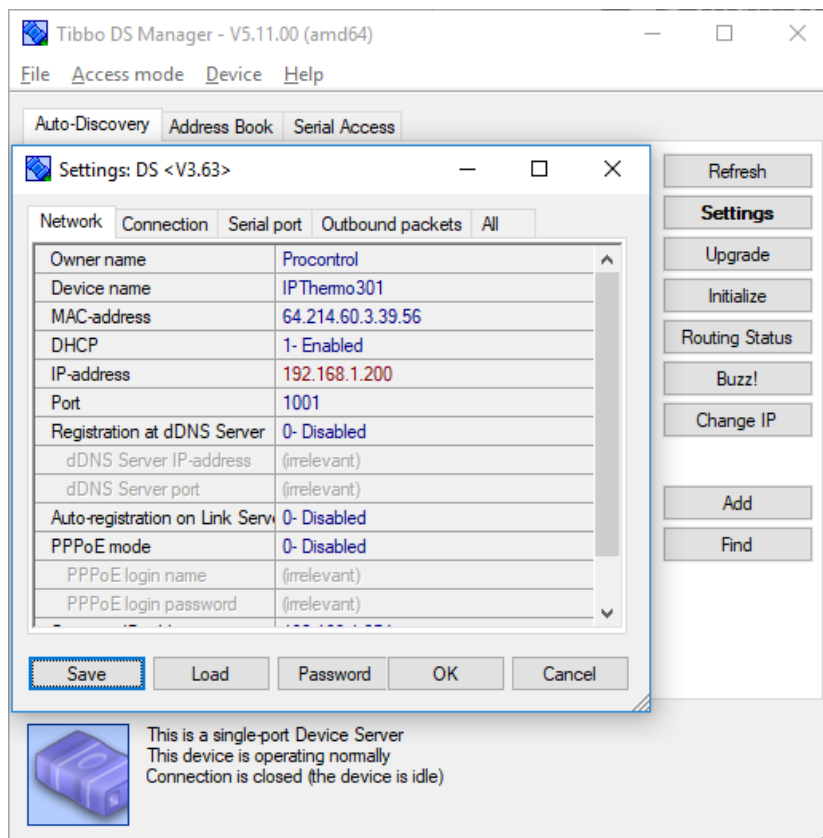 Tibbo DS Manager - V5.11.00 (amd64)
File Access mode Device Help
Auto-Discovery Address Book Serial Access
Settings: DS <V3.63>
Network Connection Serial port Outbound packets All
Owner name Procontrol
Device name IPThermo301
MAC-address 64.214.60.3.39.56
DHCP 1- Enabled
IP-address 192.168.1.200
Port 1001
Registration at dDNS Server 0- Disabled
dDNS Server IP-address (irrelevant)
dDNS Server port (irrelevant)
Auto-registration on Link Serv 0- Disabled
PPPoE mode 0- Disabled
PPPoE login name (irrelevant)
PPPoE login password (irrelevant)
Save Load Password OK Cancel
Refresh
Settings
Upgrade
Initialize
Routing Status
Buzz!
Change IP
Add
Find
This is a single-port Device Server
This device is operating normally
Connection is closed (the device is idle)